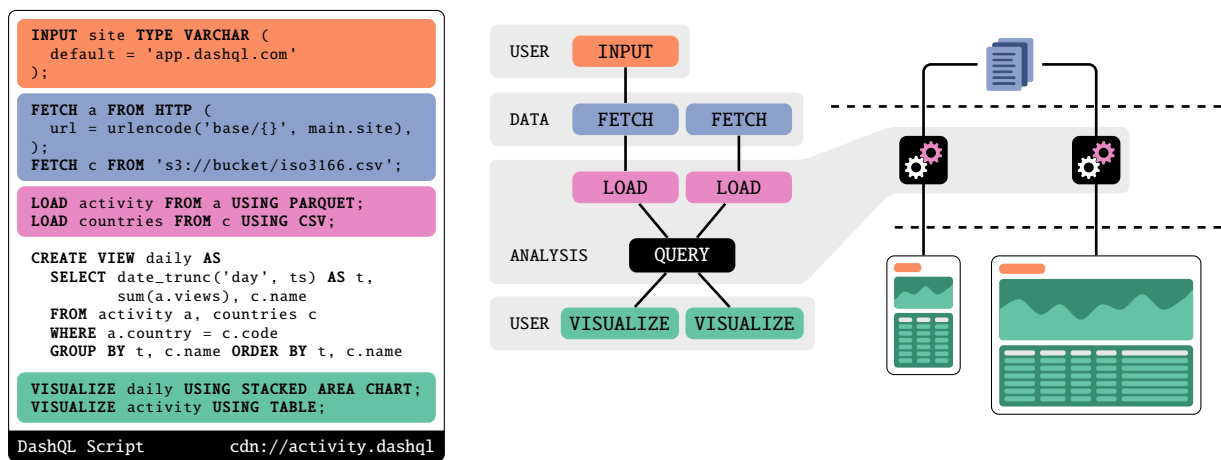 INPUT site TYPE VARCHAR (
default = 'app.dashql.com'
);
FETCH a FROM HTTP (
url = urlencode('base/{}', main.site),
);
FETCH c FROM 's3://bucket/iso3166.csv';
LOAD activity FROM a USING PARQUET;
LOAD countries FROM c USING CSV;
CREATE VIEW daily AS
SELECT date_trunc('day', ts) AS t,
sum(a.views), c.name
FROM activity a, countries c
WHERE a.country = c.code
GROUP BY t, c.name ORDER BY t, c.name
VISUALIZE daily USING STACKED AREA CHART;
VISUALIZE activity USING TABLE;
DashQL Script cdn://activity.dashql
USER INPUT
DATA FETCH FETCH
LOAD LOAD
ANALYSIS QUERY
USER VISUALIZE VISUALIZE